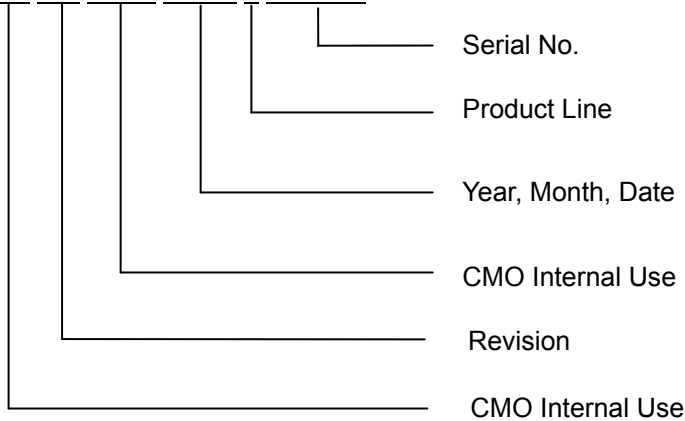 Serial No.
Product Line
Year, Month, Date
CMO Internal Use
Revision
CMO Internal Use